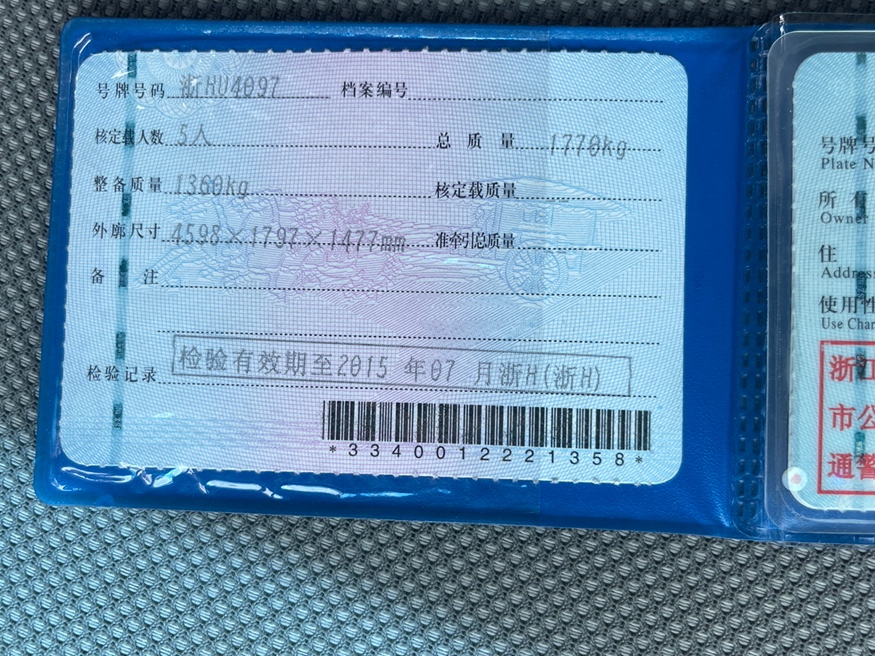 号牌号码 浙HU4097 档案编号
核定载人数 5人 总质量 1770kg
整备质量 1360kg 核定载质量
外廓尺寸 4598×1797×1477mm 准牵引总质量
备注
检验记录 检验有效期至2015 年07 月浙H(浙H)
*3340012221358*
号牌号
Plate N
所有
Owner
住
Address
使用性
Use Char
浙江
市公
通警